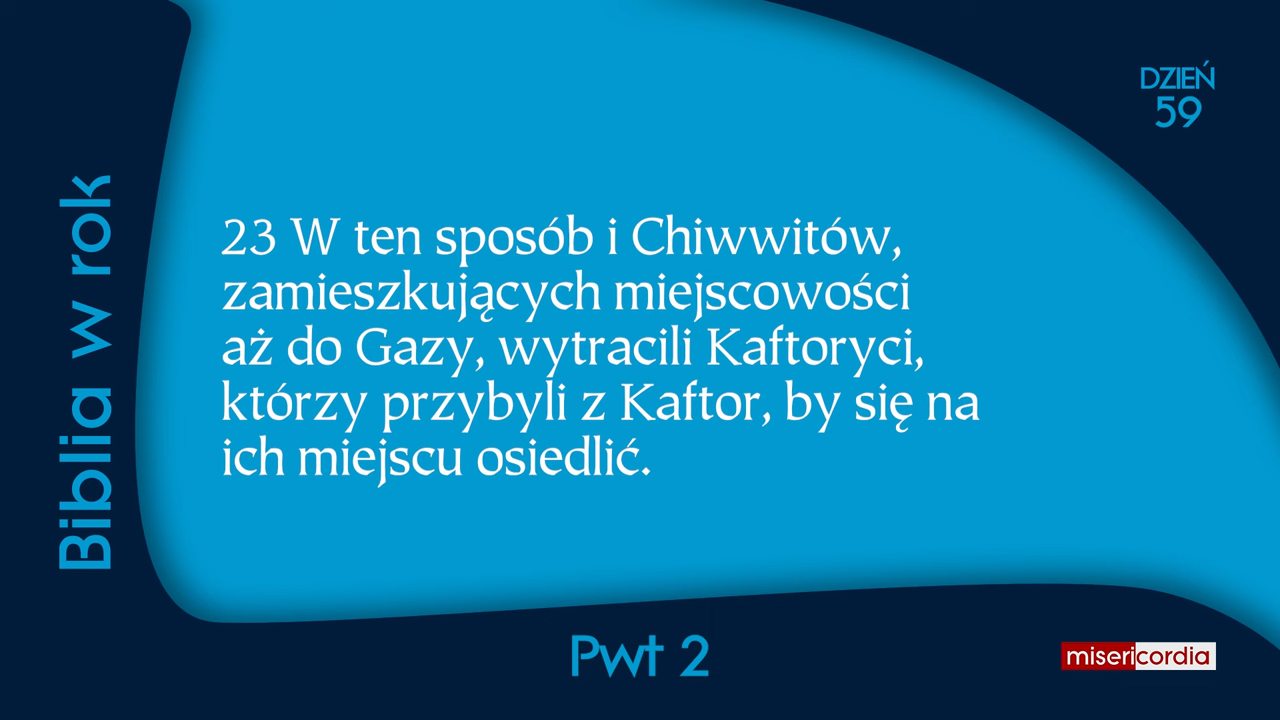 DZIEŃ
59
Biblia w rok
23 W ten sposób i Chiwwitów,
zamieszkujących miejscowości
aż do Gazy, wytracili Kaftoryci,
którzy przybyli z Kaftor, by się na
ich miejscu osiedlić.
Pwt 2
misericordia